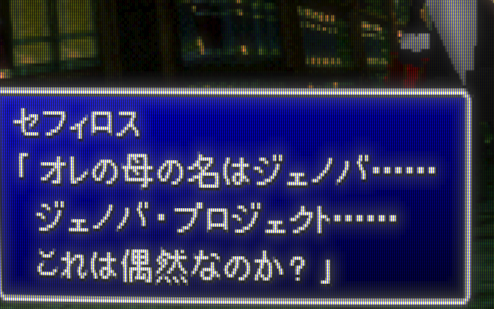 セフィロス
「オレの母の名はジェノバ……
ジェノバ・プロジェクト……
これは偶然なのか？」